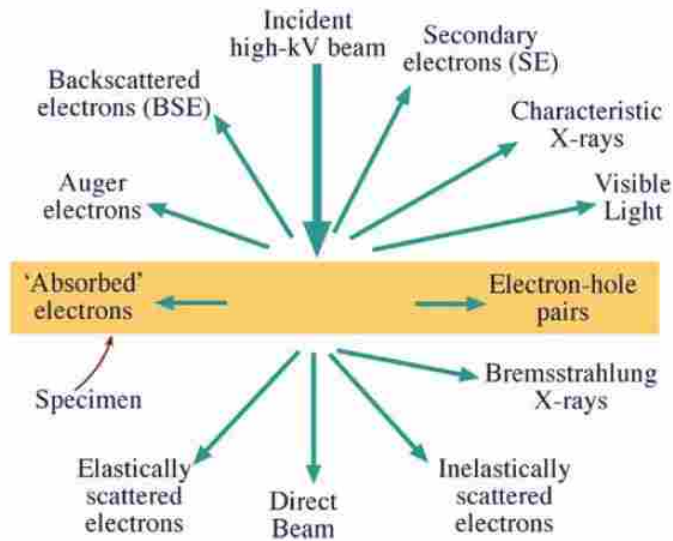 Incident
high-kV beam
Secondary
electrons (SE)
Backscattered
electrons (BSE)
Characteristic
X-rays
Auger
electrons
Visible
Light
'Absorbed'
electrons
Electron-hole
pairs
Specimen
Bremsstrahlung
X-rays
Elastically
scattered
electrons
Direct
Beam
Inelastically
scattered
electrons